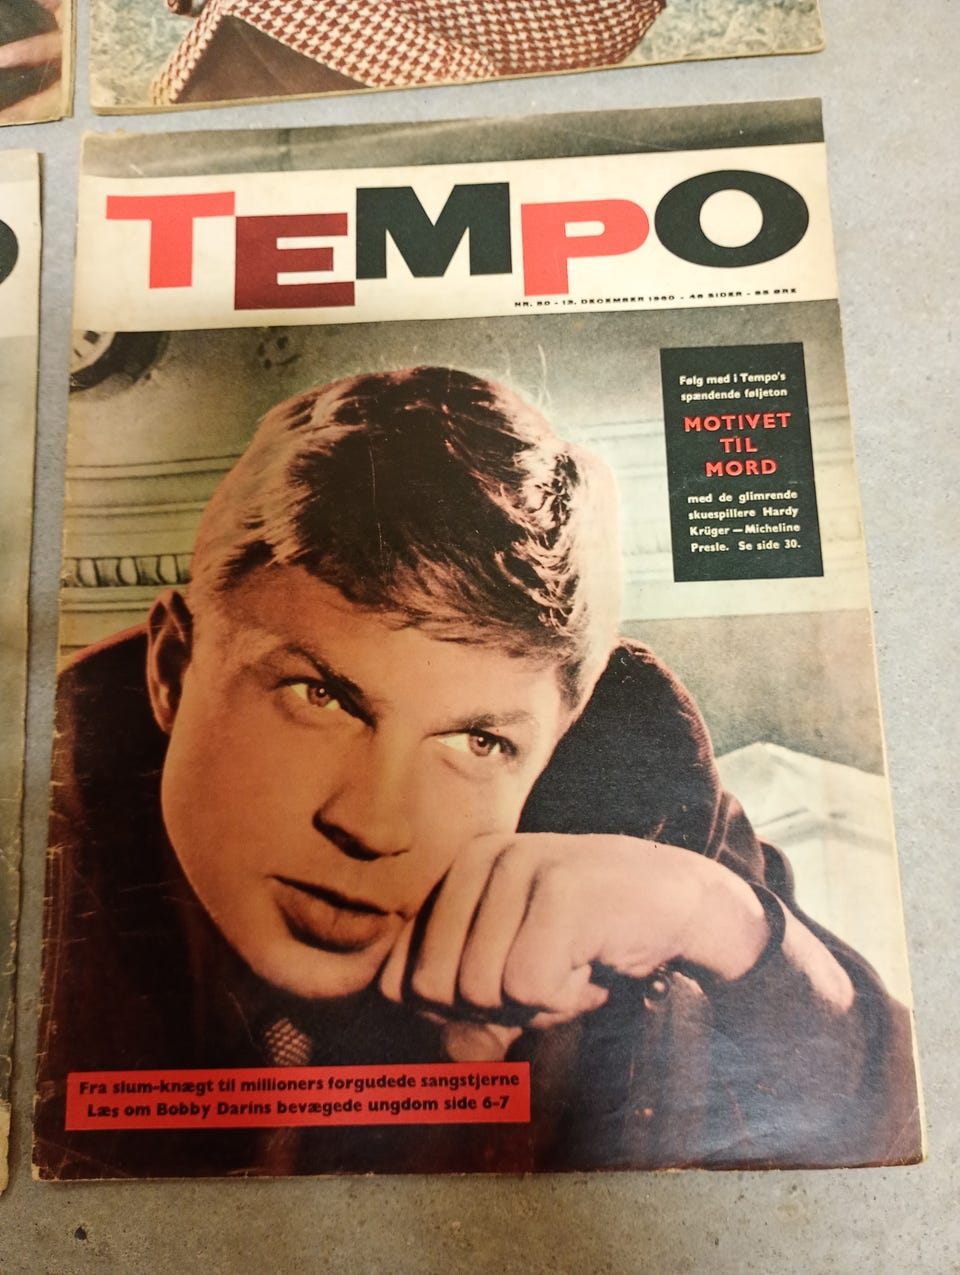 TEMPO
NR. 50 - 13. DECEMBER 1960 - 48 SIDER - 95 ØRE
Følg med i Tempo's
spændende føljeton
MOTIVET
TIL
MORD
med de glimrende
skuespillere Hardy
Krüger — Micheline
Presle. Se side 30.
Fra slum-knægt til millioners forgudede sangstjerne
Læs om Bobby Darins bevægede ungdom side 6-7